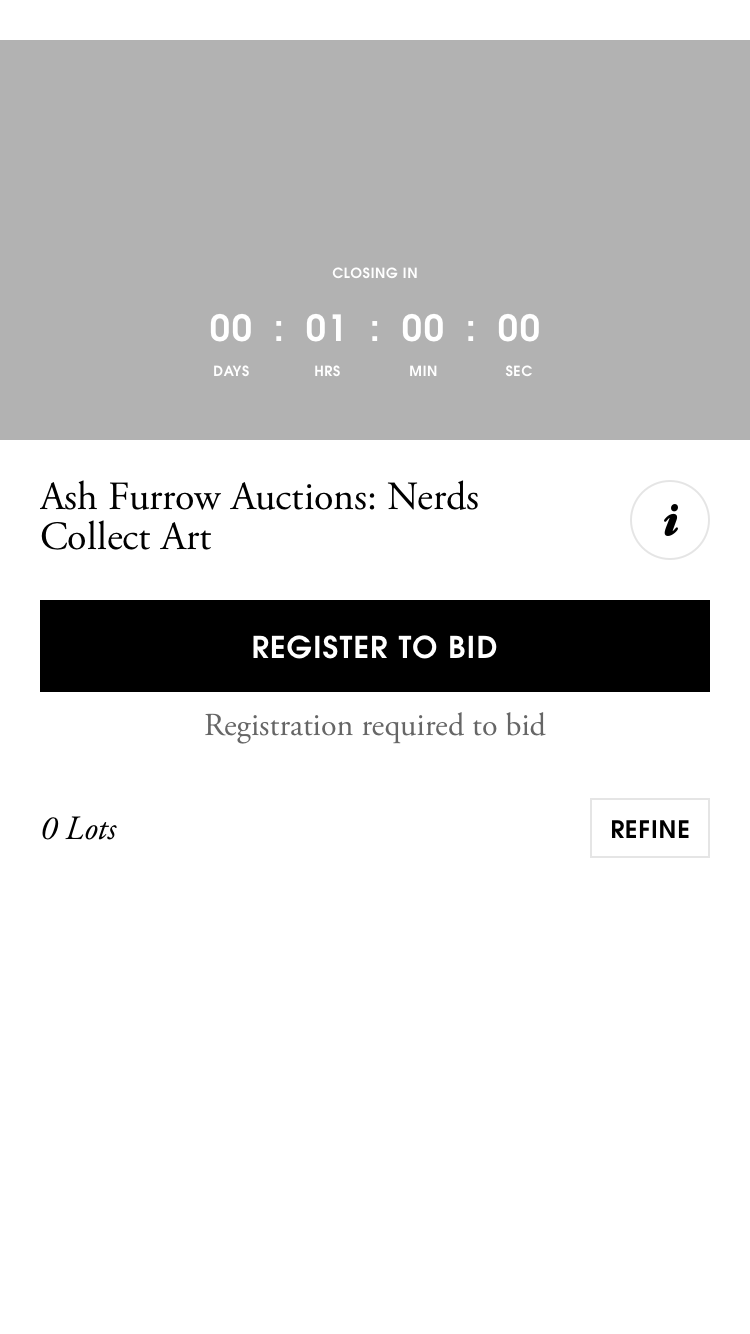 CLOSING IN
00 : 01 : 00 : 00
DAYS HRS MIN SEC
Ash Furrow Auctions: Nerds
Collect Art
i
REGISTER TO BID
Registration required to bid
0 Lots
REFINE